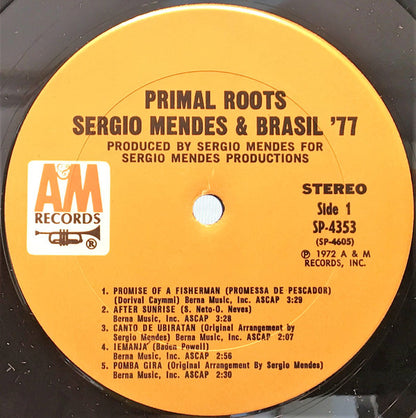 PRIMAL ROOTS
SERGIO MENDES & BRASIL '77
PRODUCED BY SERGIO MENDES FOR
SERGIO MENDES PRODUCTIONS
A&M
RECORDS
®
STEREO
Side 1
SP-4353
(SP-4605)
Ⓟ 1972 A & M
RECORDS, INC.
1. PROMISE OF A FISHERMAN (PROMESSA DE PESCADOR)
(Dorival Caymmi) Berna Music, Inc. ASCAP 3:29
2. AFTER SUNRISE (S. Neto-O. Neves)
Berna Music, Inc. ASCAP 3:28
3. CANTO DE UBIRATAN (Original Arrangement by
Sergio Mendes) Berna Music, Inc. ASCAP 2:07
4. IEMANJA' (Baden Powell)
Berna Music, Inc. ASCAP 2:56
5. POMBA GIRA (Original Arrangement By Sergio Mendes)
Berna Music, Inc. ASCAP 2:30